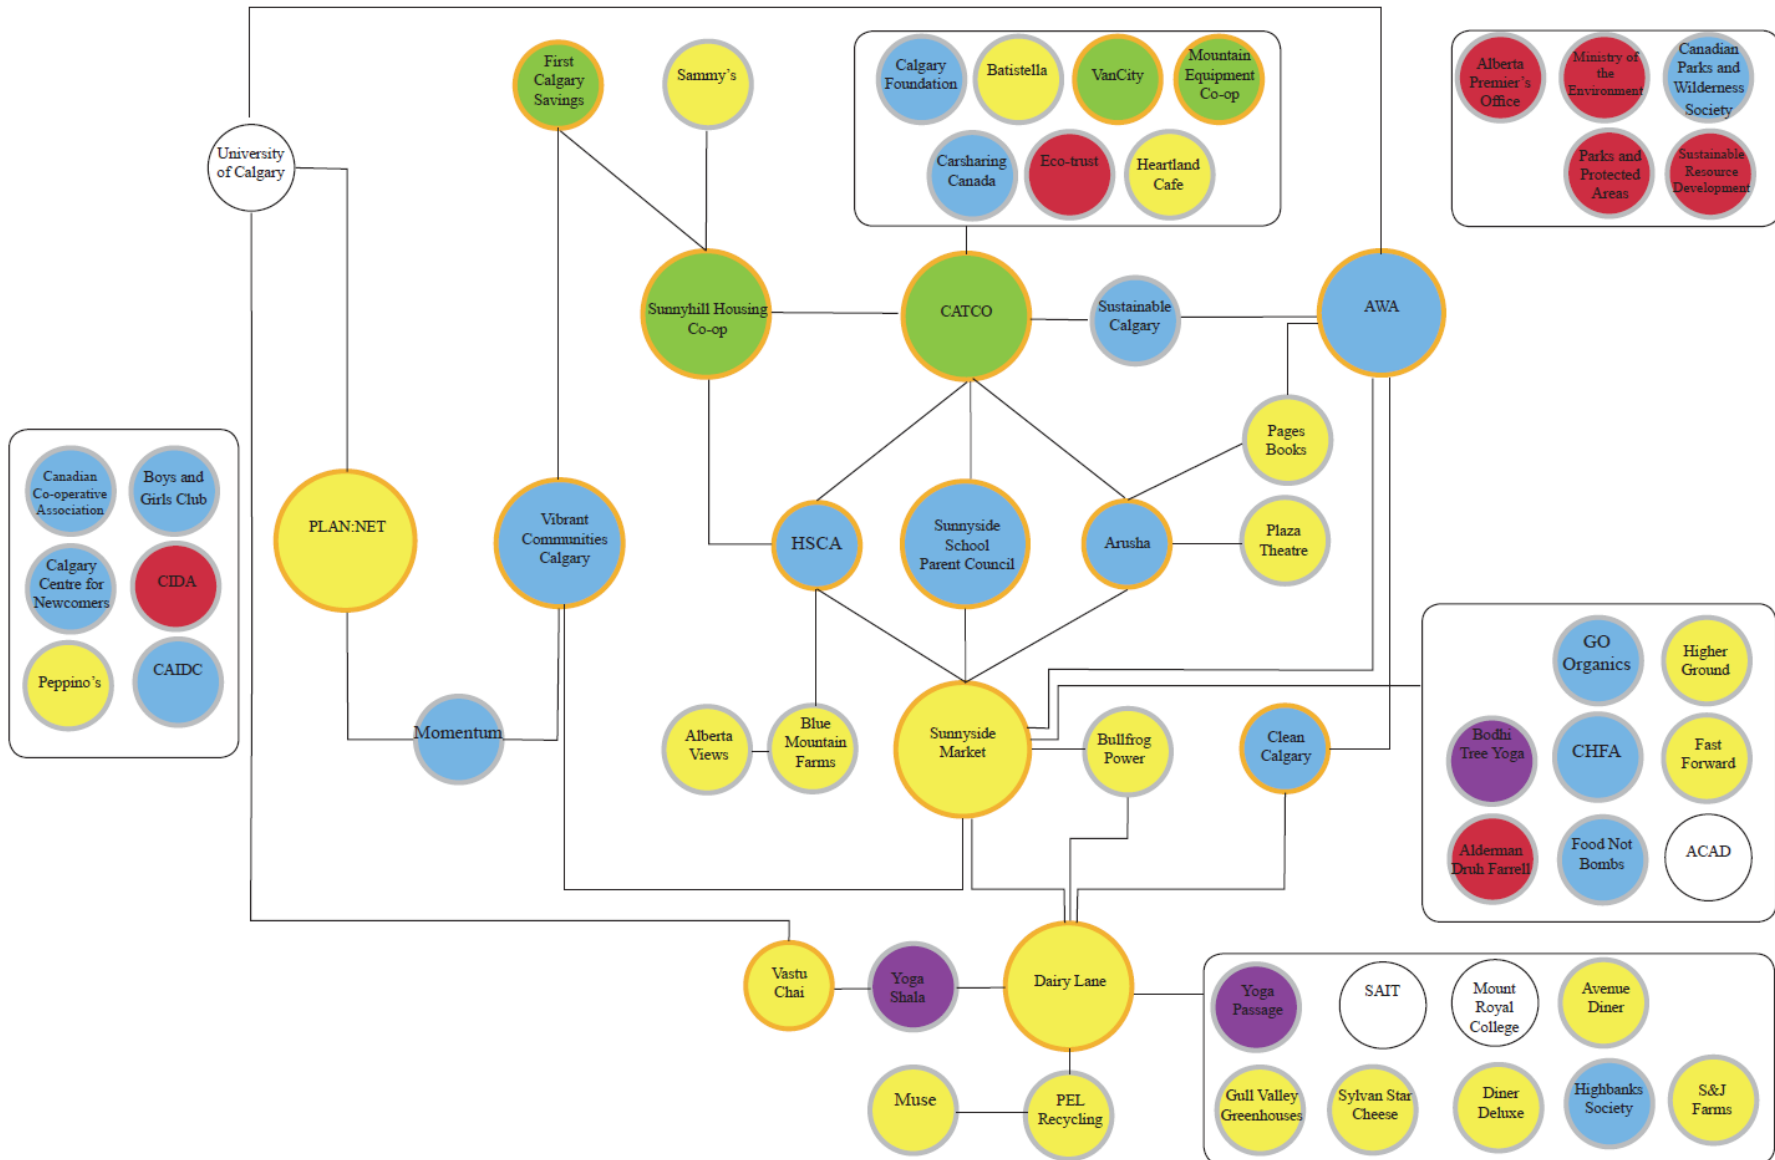 First
Calgary
Savings
Sammy's
Calgary
Foundation
Batistella
VanCity
Mountain
Equipment
Co-op
Carsharing
Canada
Eco-trust
Heartland
Cafe
Alberta
Premier's
Office
Ministry of
the
Environment
Canadian
Parks and
Wilderness
Society
Parks and
Protected
Areas
Sustainable
Resource
Development
University
of Calgary
Sunnyhill Housing
Co-op
CATCO
Sustainable
Calgary
AWA
Pages
Books
Canadian
Co-operative
Association
Boys and
Girls Club
Calgary
Centre for
Newcomers
CIDA
Peppino's
CAIDC
PLAN:NET
Vibrant
Communities
Calgary
HSCA
Sunnyside
School
Parent Council
Arusha
Plaza
Theatre
Momentum
Alberta
Views
Blue
Mountain
Farms
Sunnyside
Market
Bullfrog
Power
Clean
Calgary
GO
Organics
Higher
Ground
Bodhi
Tree Yoga
CHFA
Fast
Forward
Alderman
Druh Farrell
Food Not
Bombs
ACAD
Vastu
Chai
Yoga
Shala
Dairy Lane
Yoga
Passage
SAIT
Mount
Royal
College
Avenue
Diner
Muse
PEL
Recycling
Gull Valley
Greenhouses
Sylvan Star
Cheese
Diner
Deluxe
Highbanks
Society
S&J
Farms